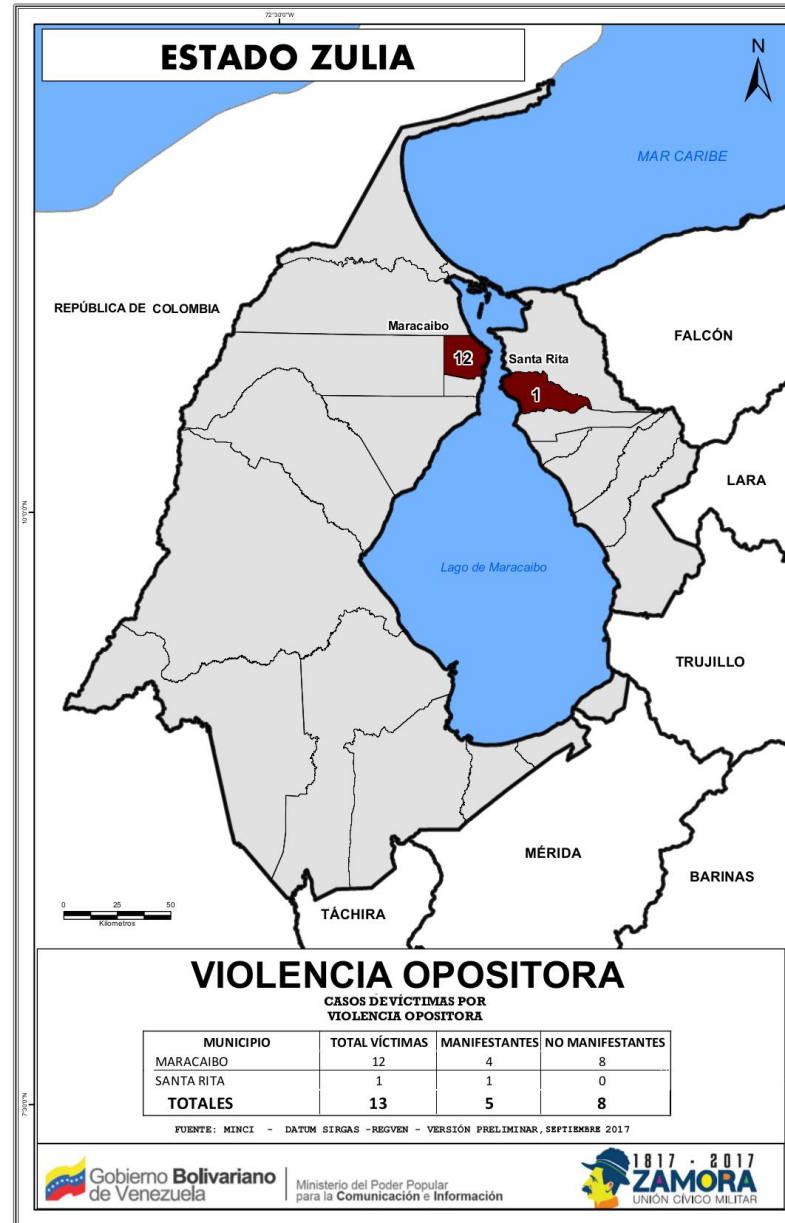 72°30'0"W
ESTADO ZULIA
N
MAR CARIBE
REPÚBLICA DE COLOMBIA
Maracaibo
FALCÓN
12
Santa Rita
1
LARA
10°0'0"N
Lago de Maracaibo
TRUJILLO
MÉRIDA
BARINAS
0 25 50
Kilometros
TÁCHIRA
VIOLENCIA OPOSITORA
CASOS DE VÍCTIMAS POR
VIOLENCIA OPOSITORA
MUNICIPIO TOTAL VÍCTIMAS MANIFESTANTES NO MANIFESTANTES
MARACAIBO 12 4 8
SANTA RITA 1 1 0
TOTALES 13 5 8
7°30'0"N
FUENTE: MINCI - DATUM SIRGAS -REGVEN - VERSIÓN PRELIMINAR, SEPTIEMBRE 2017
Gobierno Bolivariano
de Venezuela
Ministerio del Poder Popular
para la Comunicación e Información
1817 - 2017
ZAMORA
UNIÓN CÍVICO MILITAR